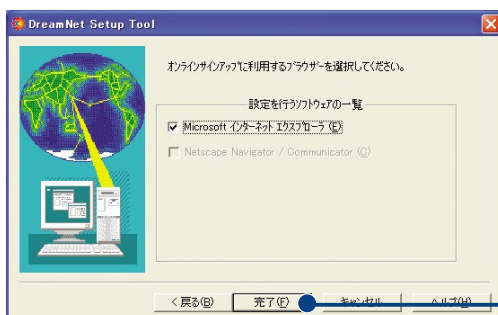 DreamNet Setup Tool
オンラインサインアップに利用するブラウザーを選択してください。
設定を行うソフトウェアの一覧
Microsoft インターネット エクスプローラ (E)
Netscape Navigator / Communicator (C)
< 戻る(B)
完了(F)
キャンセル
ヘルプ(H)